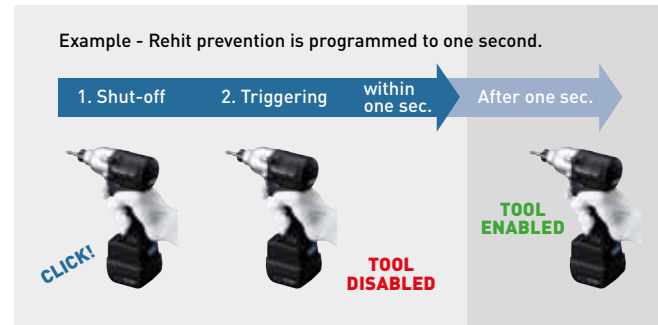 Example - Rehit prevention is programmed to one second.
1. Shut-off
2. Triggering
within
one sec.
After one sec.
CLICK!
TOOL
DISABLED
TOOL
ENABLED